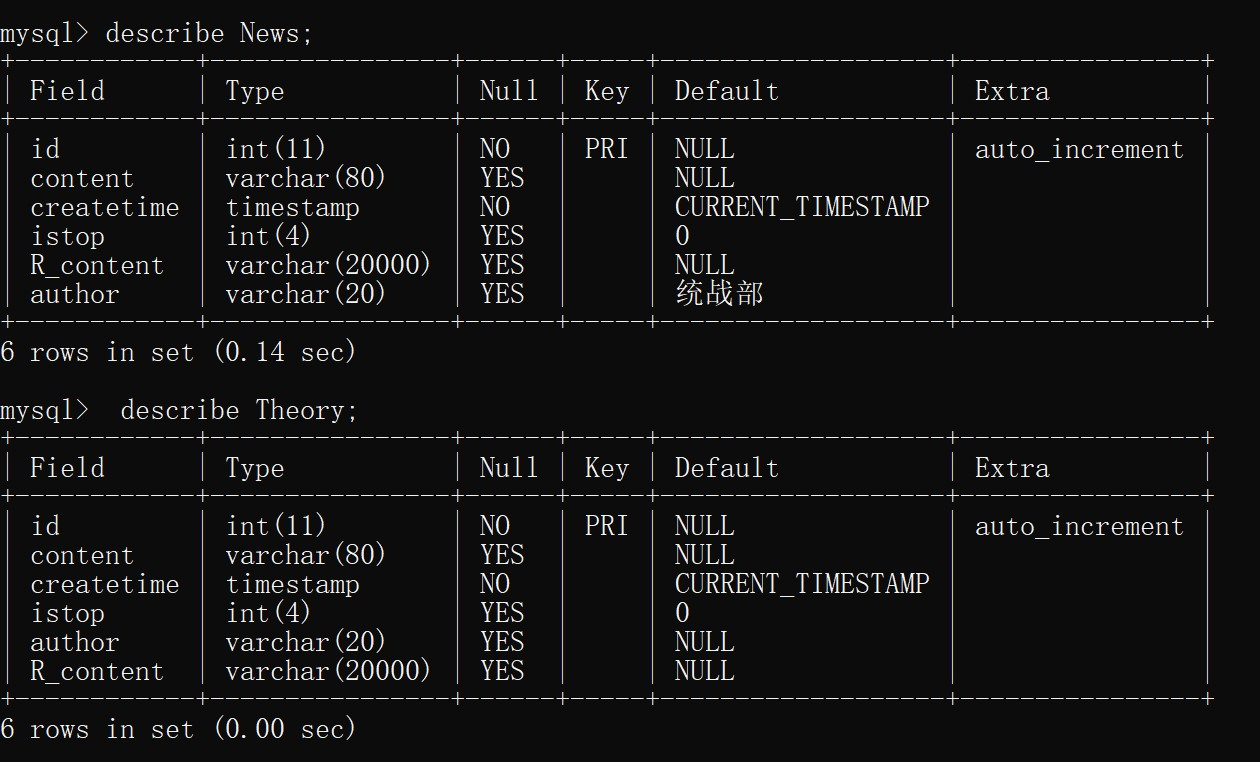 mysql> describe News;
+------------+----------------+------+-----+-------------------+----------------+
| Field      | Type           | Null | Key | Default           | Extra          |
+------------+----------------+------+-----+-------------------+----------------+
| id         | int(11)        | NO   | PRI | NULL              | auto_increment |
| content    | varchar(80)    | YES  |     | NULL              |                |
| createtime | timestamp      | NO   |     | CURRENT_TIMESTAMP |                |
| istop      | int(4)         | YES  |     | 0                 |                |
| R_content  | varchar(20000) | YES  |     | NULL              |                |
| author     | varchar(20)    | YES  |     | 统战部            |                |
+------------+----------------+------+-----+-------------------+----------------+
6 rows in set (0.14 sec)
mysql>  describe Theory;
+------------+----------------+------+-----+-------------------+----------------+
| Field      | Type           | Null | Key | Default           | Extra          |
+------------+----------------+------+-----+-------------------+----------------+
| id         | int(11)        | NO   | PRI | NULL              | auto_increment |
| content    | varchar(80)    | YES  |     | NULL              |                |
| createtime | timestamp      | NO   |     | CURRENT_TIMESTAMP |                |
| istop      | int(4)         | YES  |     | 0                 |                |
| author     | varchar(20)    | YES  |     | NULL              |                |
| R_content  | varchar(20000) | YES  |     | NULL              |                |
+------------+----------------+------+-----+-------------------+----------------+
6 rows in set (0.00 sec)